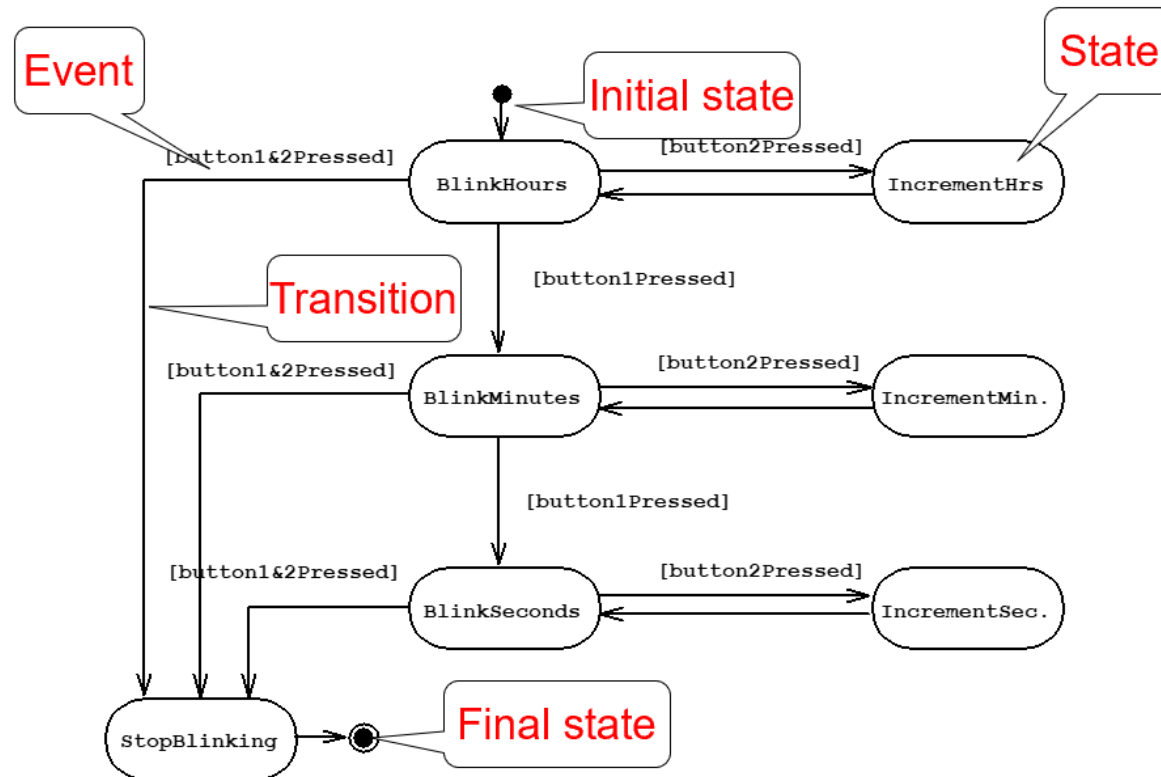 Event
Initial state
State
[button1&2Pressed]
[button2Pressed]
BlinkHours
IncrementHrs
[button1Pressed]
Transition
[button1&2Pressed]
[button2Pressed]
BlinkMinutes
IncrementMin.
[button1Pressed]
[button1&2Pressed]
[button2Pressed]
BlinkSeconds
IncrementSec.
Final state
StopBlinking